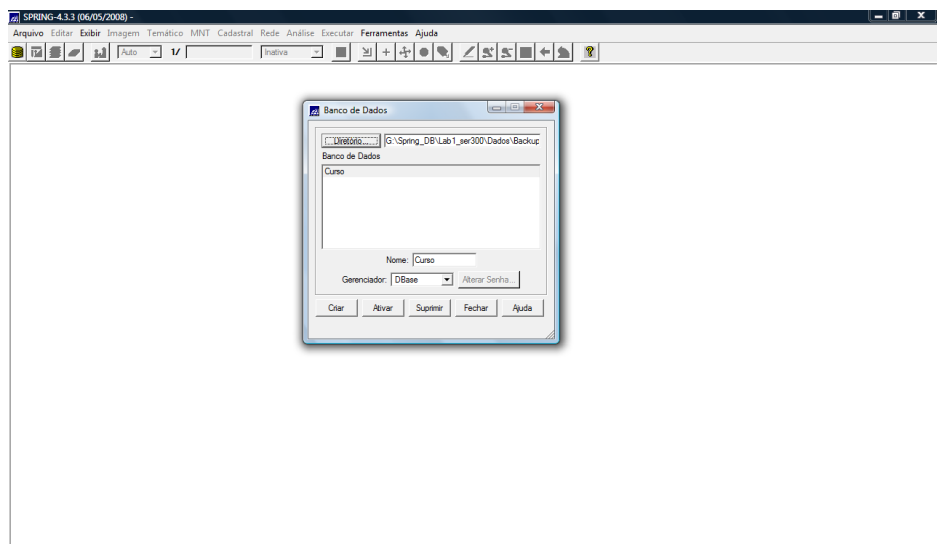 SPRING-4.3.3 (06/05/2008) -
Arquivo Editar Exibir Imagem Temático MNT Cadastral Rede Análise Executar Ferramentas Ajuda
Auto 1/ Inativa
Banco de Dados
Diretório... G:\Spring_DB\Lab1_ser300\Dados\Backup
Banco de Dados
Curso
Nome: Curso
Gerenciador: DBase Alterar Senha...
Criar Ativar Suprimir Fechar Ajuda